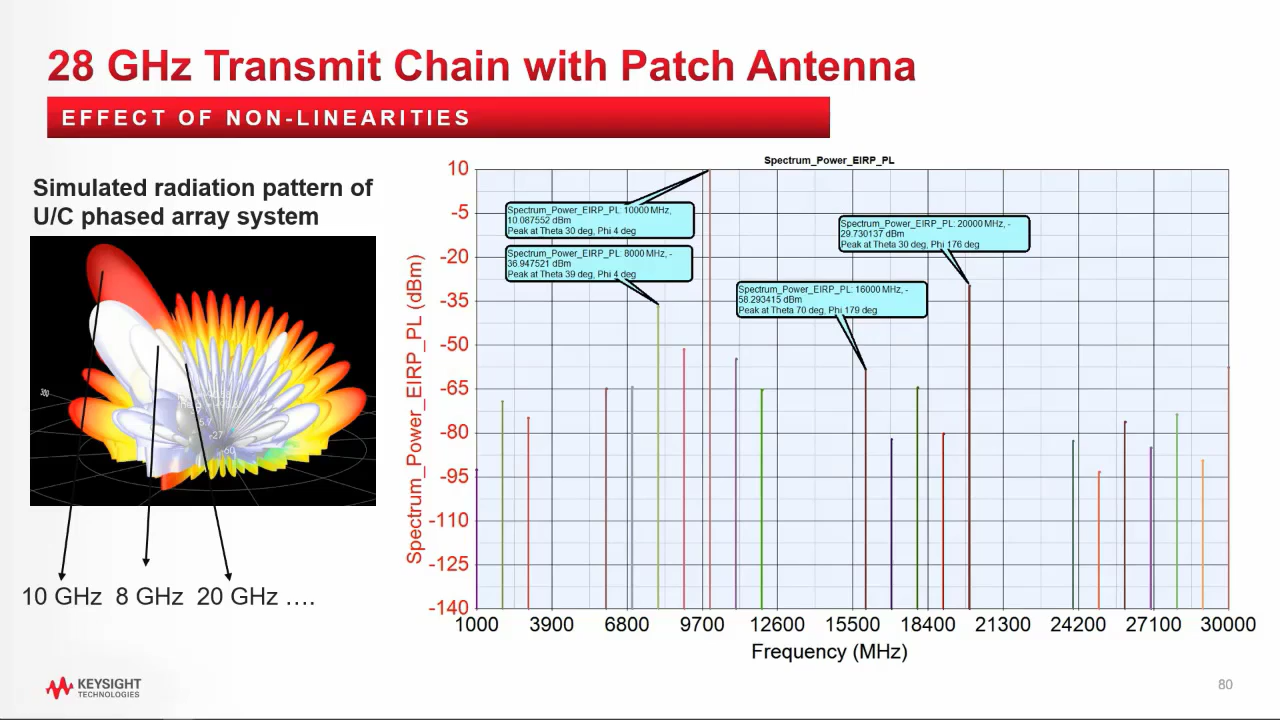 28 GHz Transmit Chain with Patch Antenna
EFFECT OF NON-LINEARITIES
Simulated radiation pattern of
U/C phased array system
300
-27
-60
10 GHz 8 GHz 20 GHz ….
Spectrum_Power_EIRP_PL
Spectrum_Power_EIRP_PL (dBm)
10
-5
-20
-35
-50
-65
-80
-95
-110
-125
-140
Spectrum_Power_EIRP_PL: 10000 MHz,
10.087552 dBm
Peak at Theta 30 deg, Phi 4 deg
Spectrum_Power_EIRP_PL: 8000 MHz, -
36.947521 dBm
Peak at Theta 39 deg, Phi 4 deg
Spectrum_Power_EIRP_PL: 20000 MHz, -
29.730137 dBm
Peak at Theta 30 deg, Phi 176 deg
Spectrum_Power_EIRP_PL: 16000 MHz, -
58.293415 dBm
Peak at Theta 70 deg, Phi 179 deg
1000 3900 6800 9700 12600 15500 18400 21300 24200 27100 30000
Frequency (MHz)
KEYSIGHT
TECHNOLOGIES
80